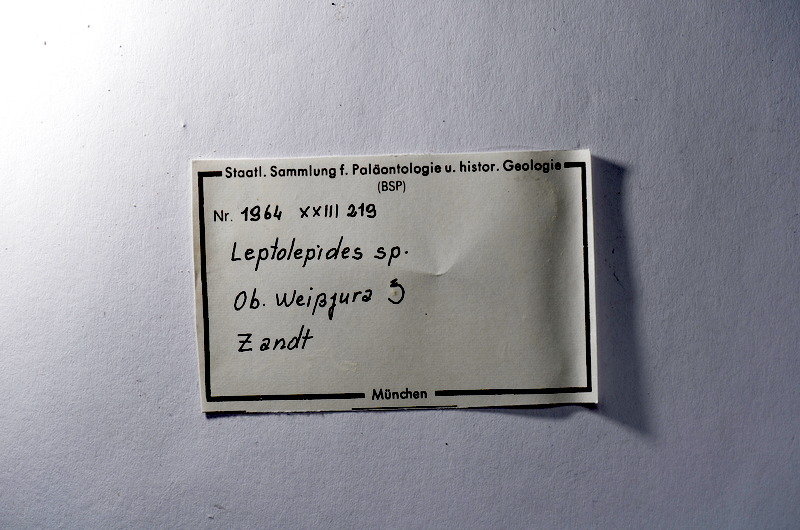 Staatl. Sammlung f. Paläontologie u. histor. Geologie
(BSP)
Nr. 1964 XXIII 219
Leptolepides sp.
Ob. Weißjura ζ
Zandt
München